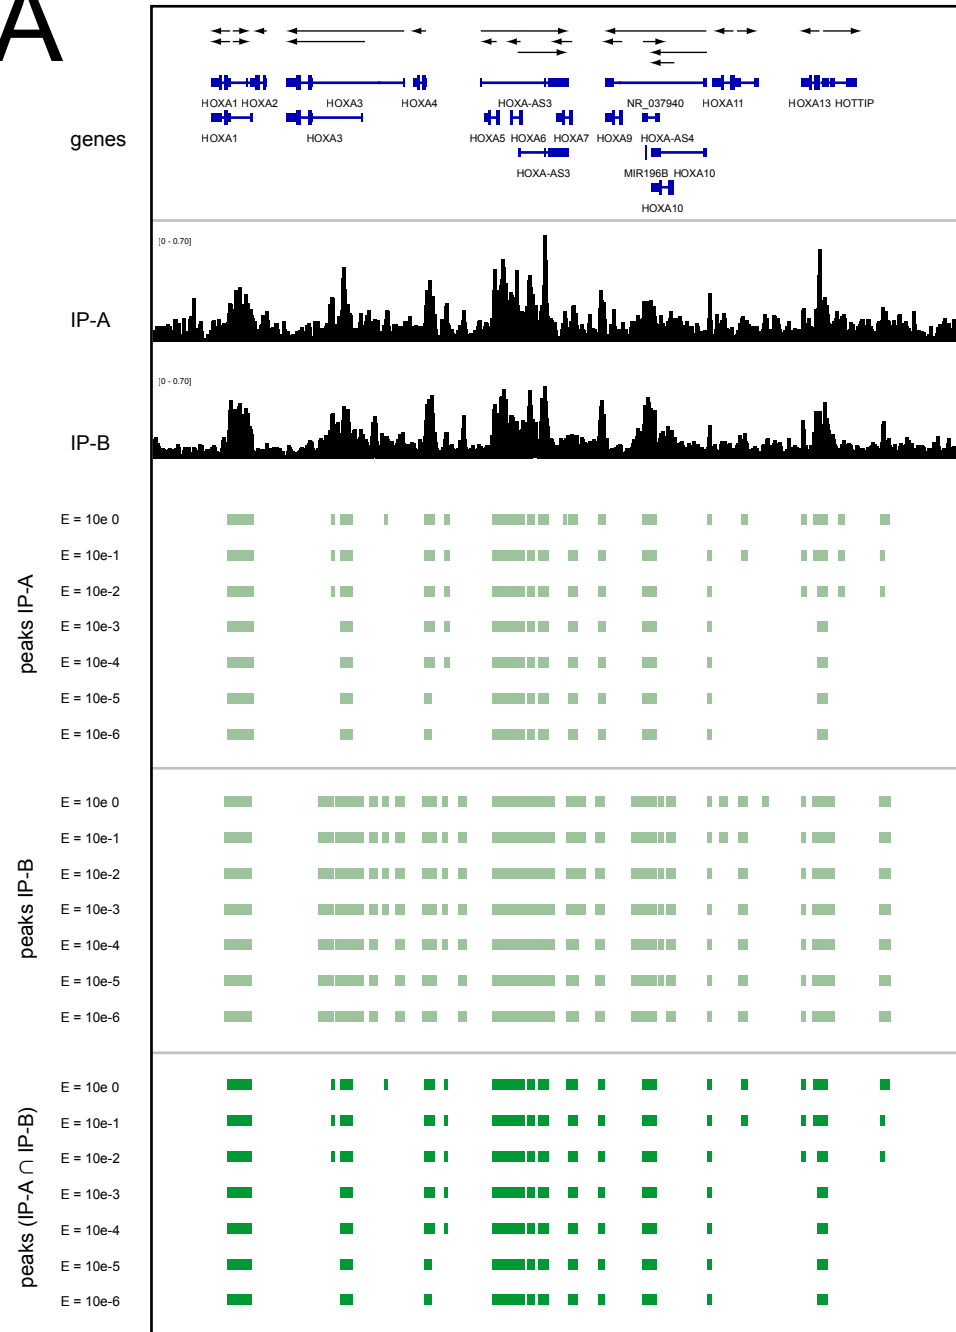 A
genes
HOXA1 HOXA2 HOXA3 HOXA4 HOXA-AS3 NR_037940 HOXA11 HOXA13 HOTTIP
HOXA1 HOXA3 HOXA5 HOXA6 HOXA7 HOXA9 HOXA-AS4
HOXA-AS3 MIR196B HOXA10
HOXA10
[0 - 0.70]
IP-A
[0 - 0.70]
IP-B
peaks IP-A
E = 10e 0
E = 10e-1
E = 10e-2
E = 10e-3
E = 10e-4
E = 10e-5
E = 10e-6
peaks IP-B
E = 10e 0
E = 10e-1
E = 10e-2
E = 10e-3
E = 10e-4
E = 10e-5
E = 10e-6
peaks (IP-A ∩ IP-B)
E = 10e 0
E = 10e-1
E = 10e-2
E = 10e-3
E = 10e-4
E = 10e-5
E = 10e-6